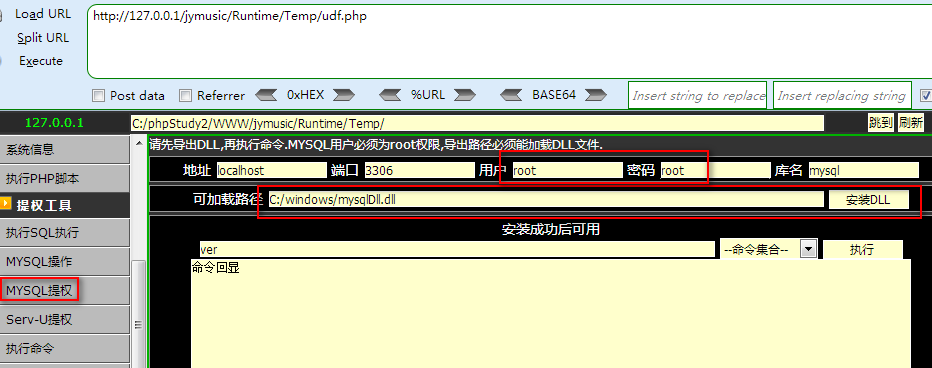 Load URL
http://127.0.0.1/jymusic/Runtime/Temp/udf.php
Split URL
Execute
Post data Referrer 0xHEX %URL BASE64 Insert string to replace Insert replacing string
127.0.0.1 C:/phpStudy2/WWW/jymusic/Runtime/Temp/ 跳到 刷新
系统信息
执行PHP脚本
提权工具
执行SQL执行
MYSQL操作
MYSQL提权
Serv-U提权
执行命令
请先导出DLL,再执行命令.MYSQL用户必须为root权限,导出路径必须能加载DLL文件.
地址 localhost 端口 3306 用户 root 密码 root 库名 mysql
可加载路径 C:/windows/mysqlDll.dll 安装DLL
安装成功后可用
ver --命令集合-- 执行
命令回显